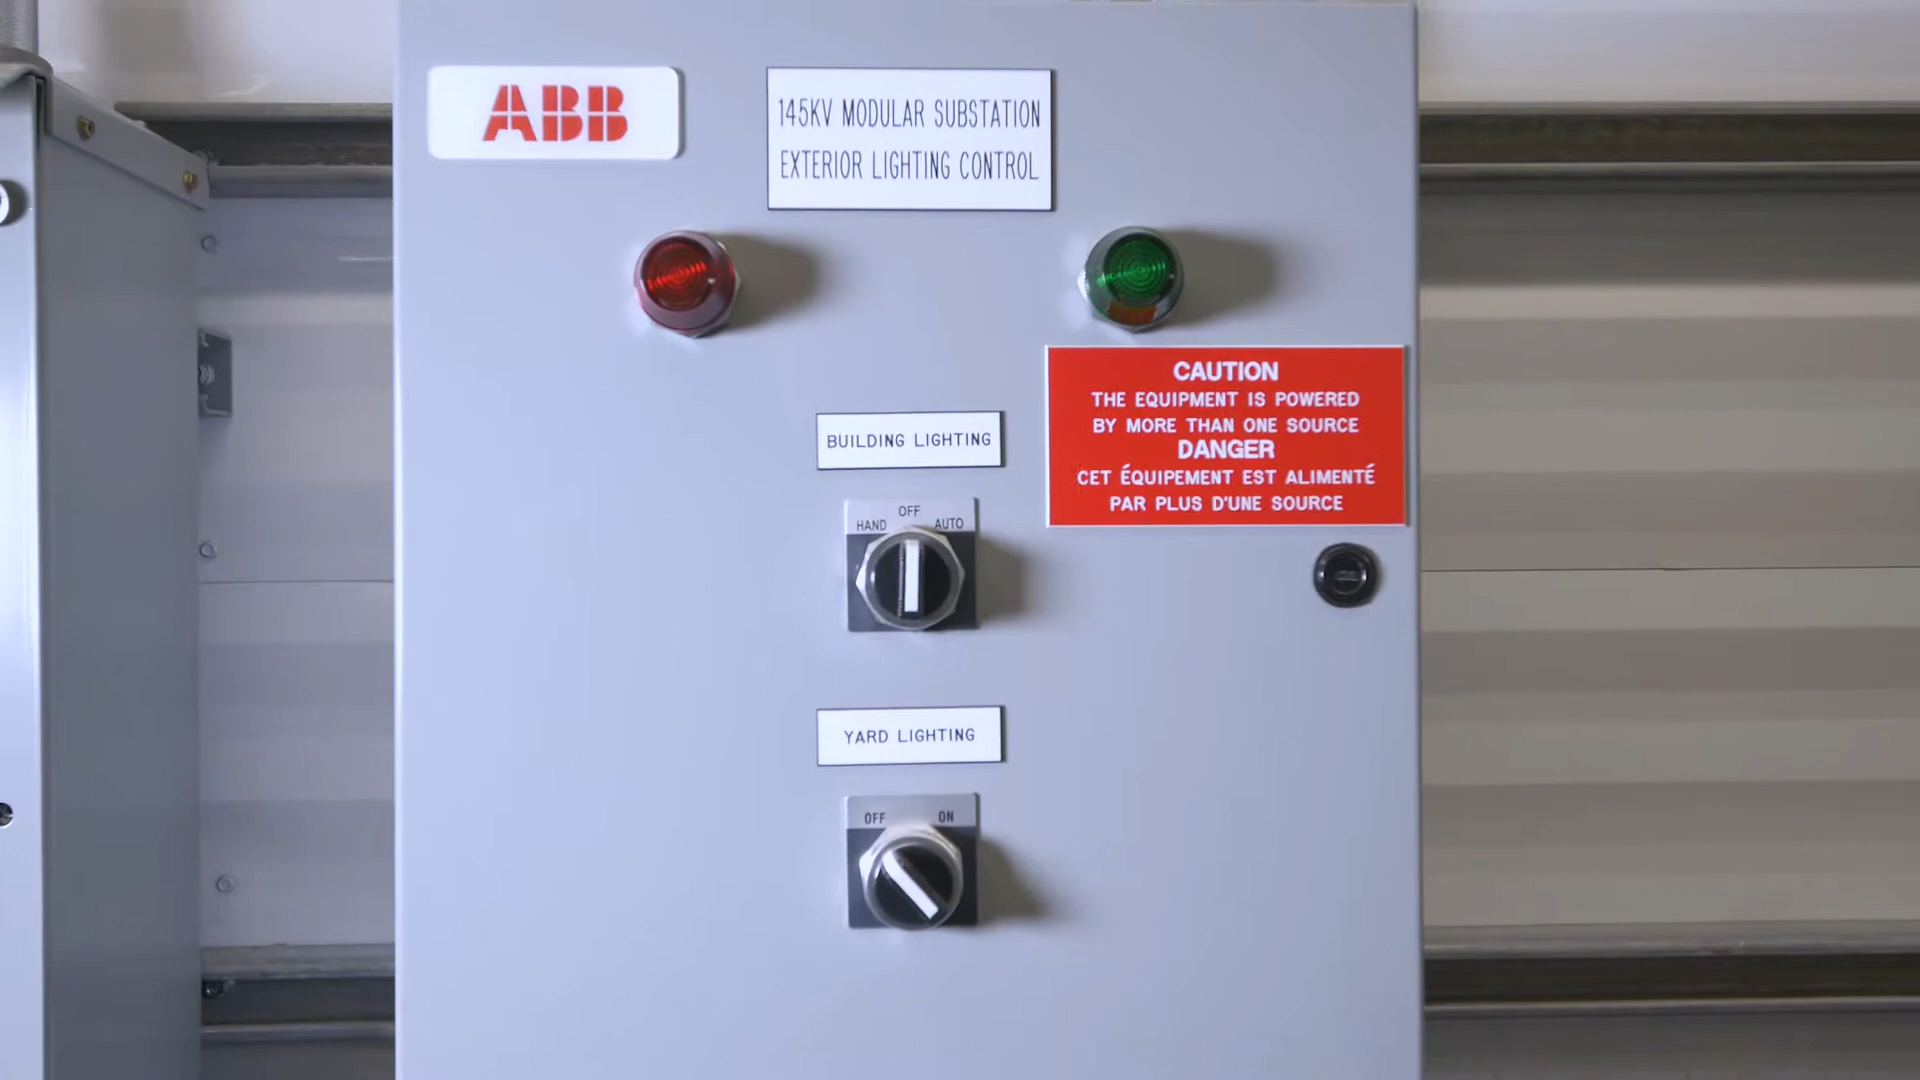 ABB
145KV MODULAR SUBSTATION
EXTERIOR LIGHTING CONTROL
CAUTION
THE EQUIPMENT IS POWERED
BY MORE THAN ONE SOURCE
DANGER
CET ÉQUIPEMENT EST ALIMENTÉ
PAR PLUS D'UNE SOURCE
BUILDING LIGHTING
HAND OFF AUTO
YARD LIGHTING
OFF ON